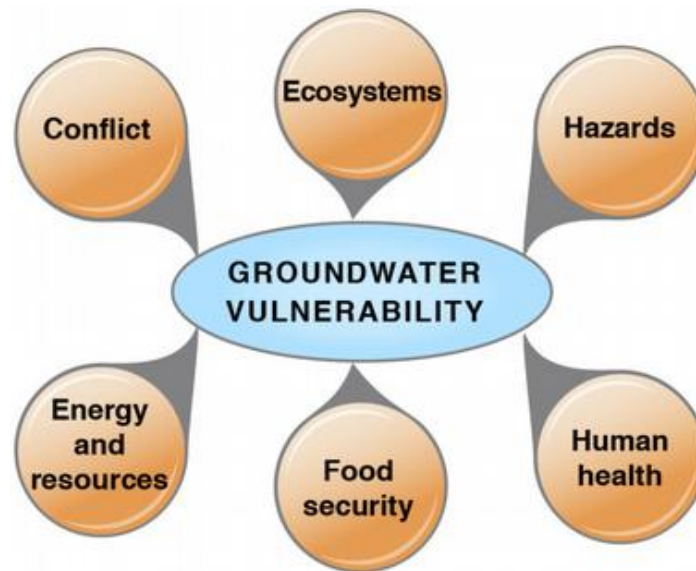 Conflict
Ecosystems
Hazards
GROUNDWATER
VULNERABILITY
Energy
and
resources
Food
security
Human
health